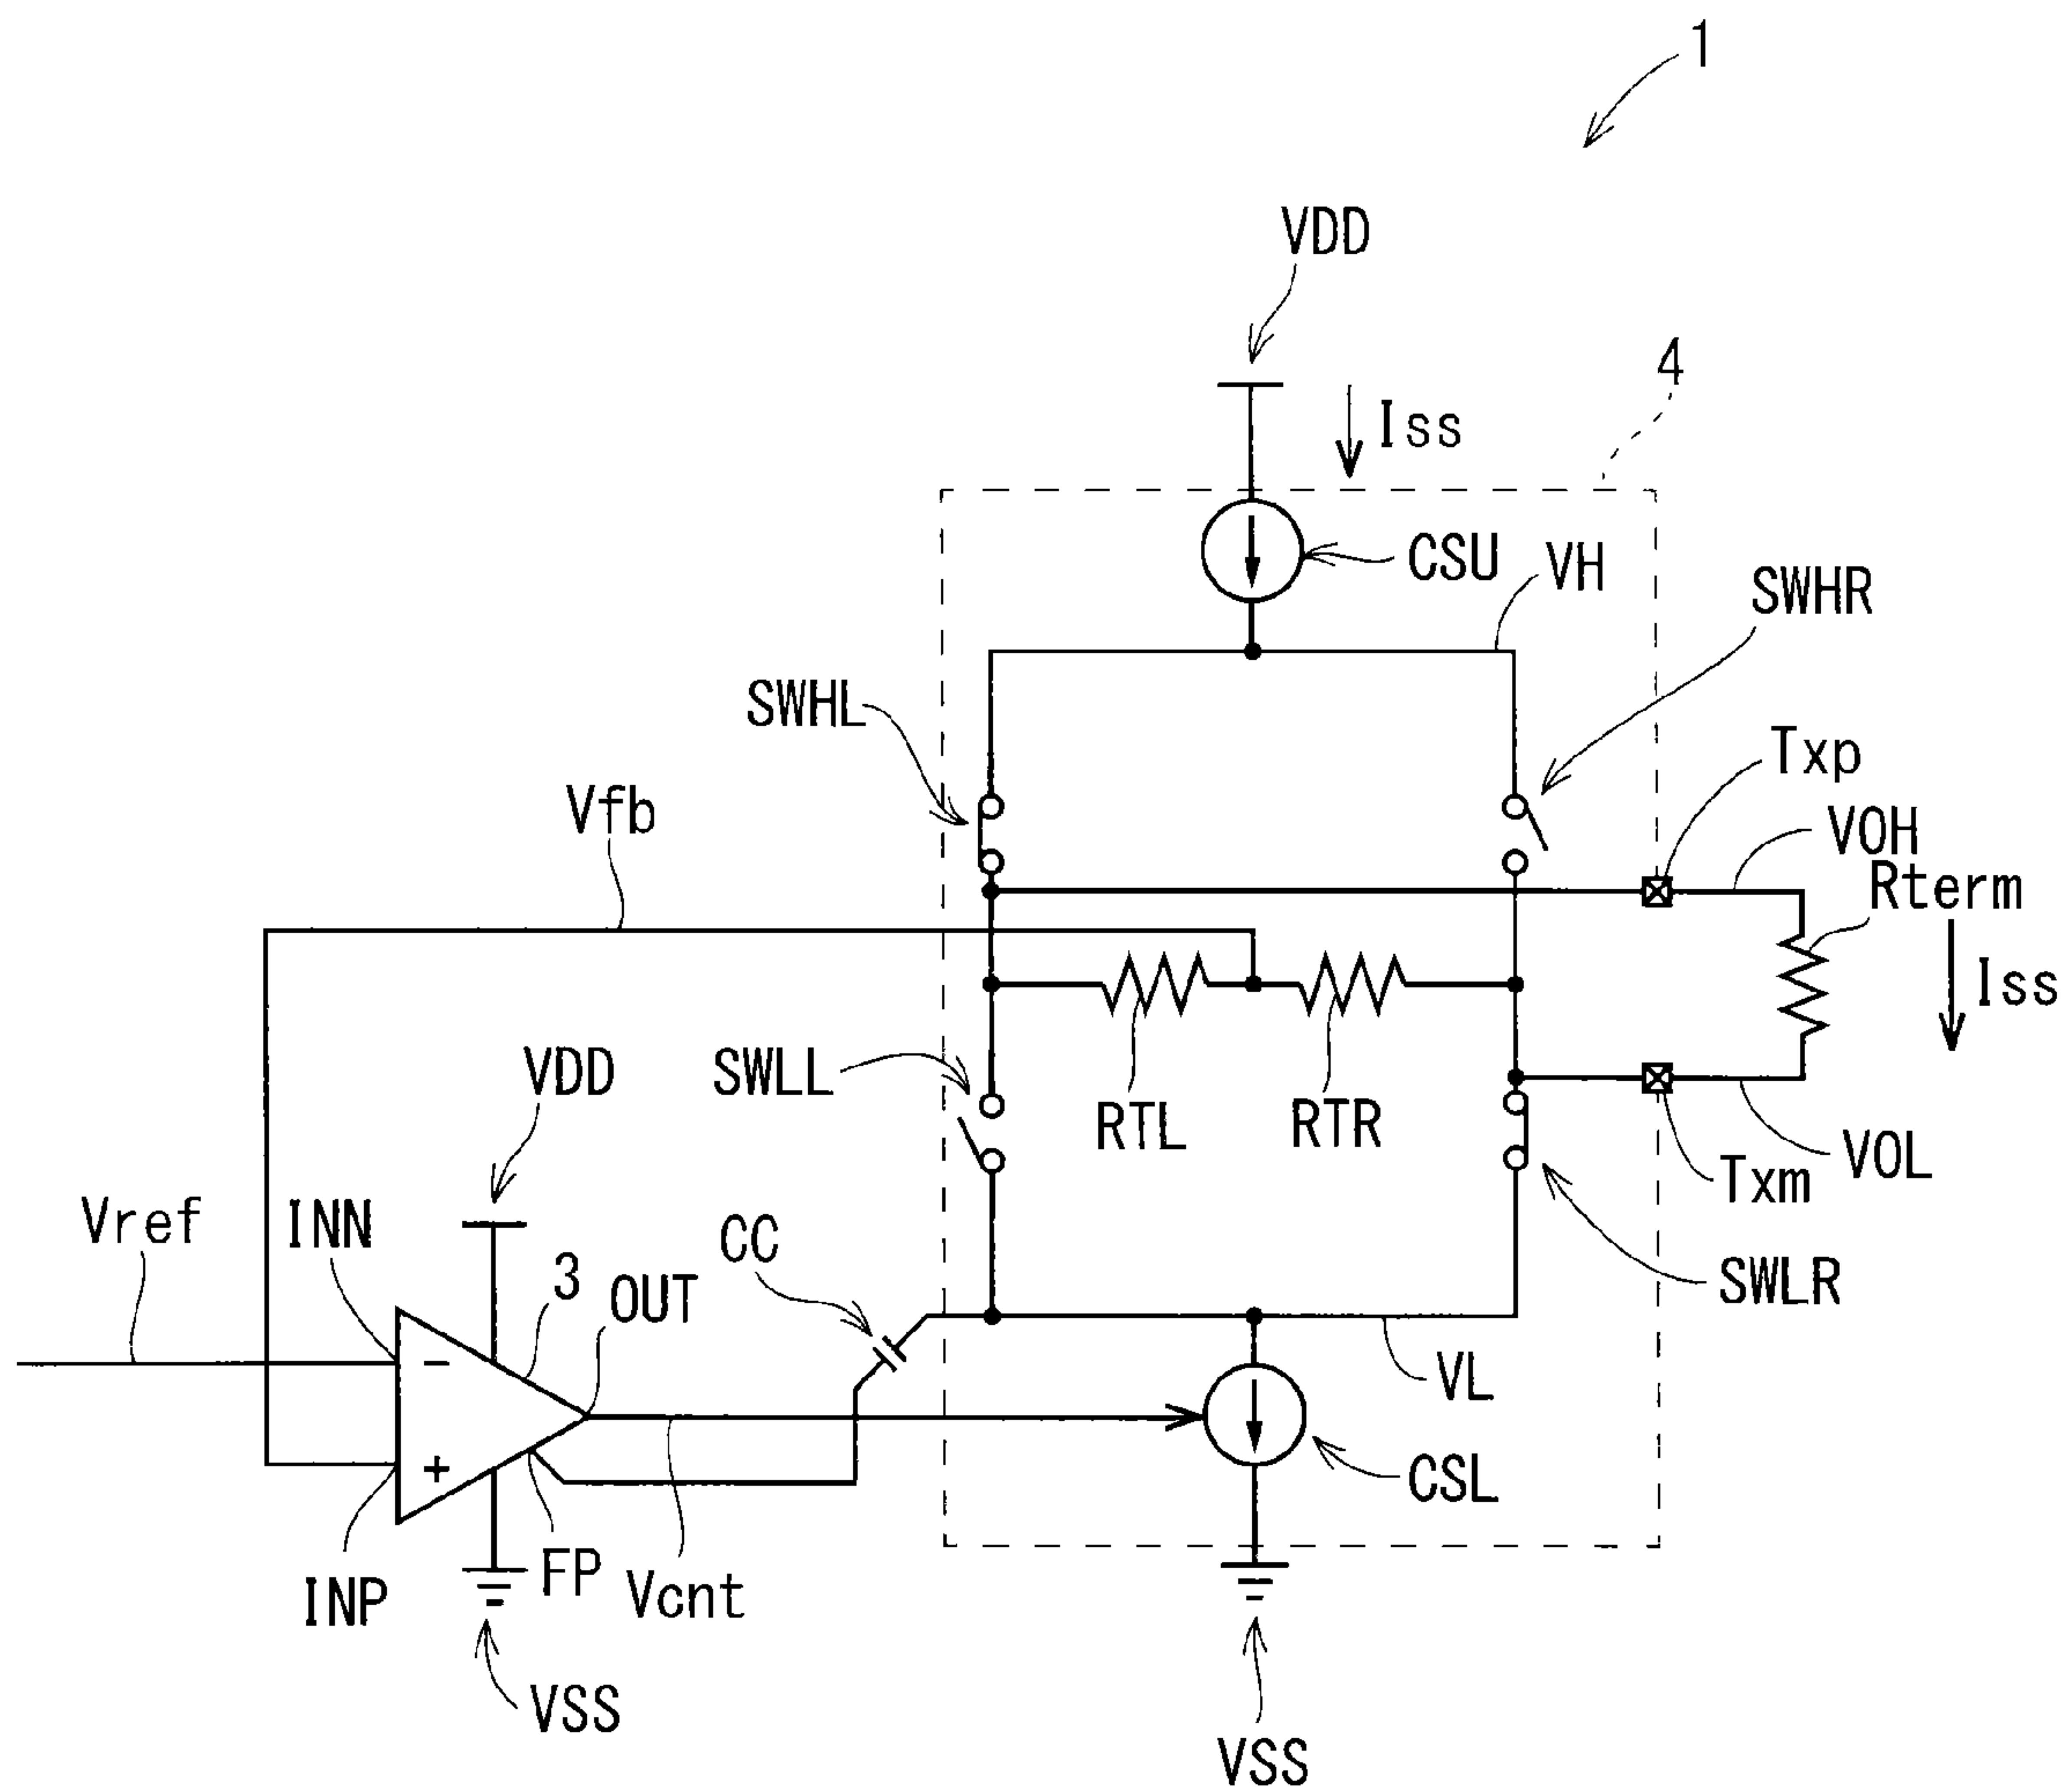 1
VDD
4
Iss
CSU
VH
SWHR
SWHL
Txp
Vfb
VOH
Rterm
Iss
VDD
SWLL
RTL
RTR
VOL
Txm
Vref
INN
CC
3
OUT
SWLR
VL
−
+
CSL
FP
INP
Vcnt
VSS
VSS